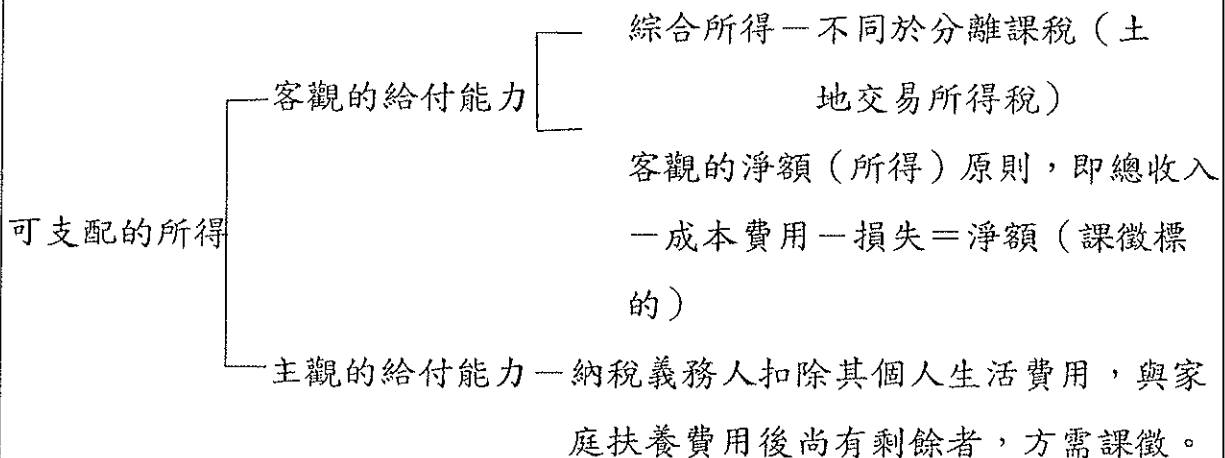 綜合所得－不同於分離課稅（土
地交易所得稅）
客觀的給付能力
客觀的淨額（所得）原則，即總收入
－成本費用－損失＝淨額（課徵標
的）
可支配的所得
主觀的給付能力－納稅義務人扣除其個人生活費用，與家
庭扶養費用後尚有剩餘者，方需課徵。